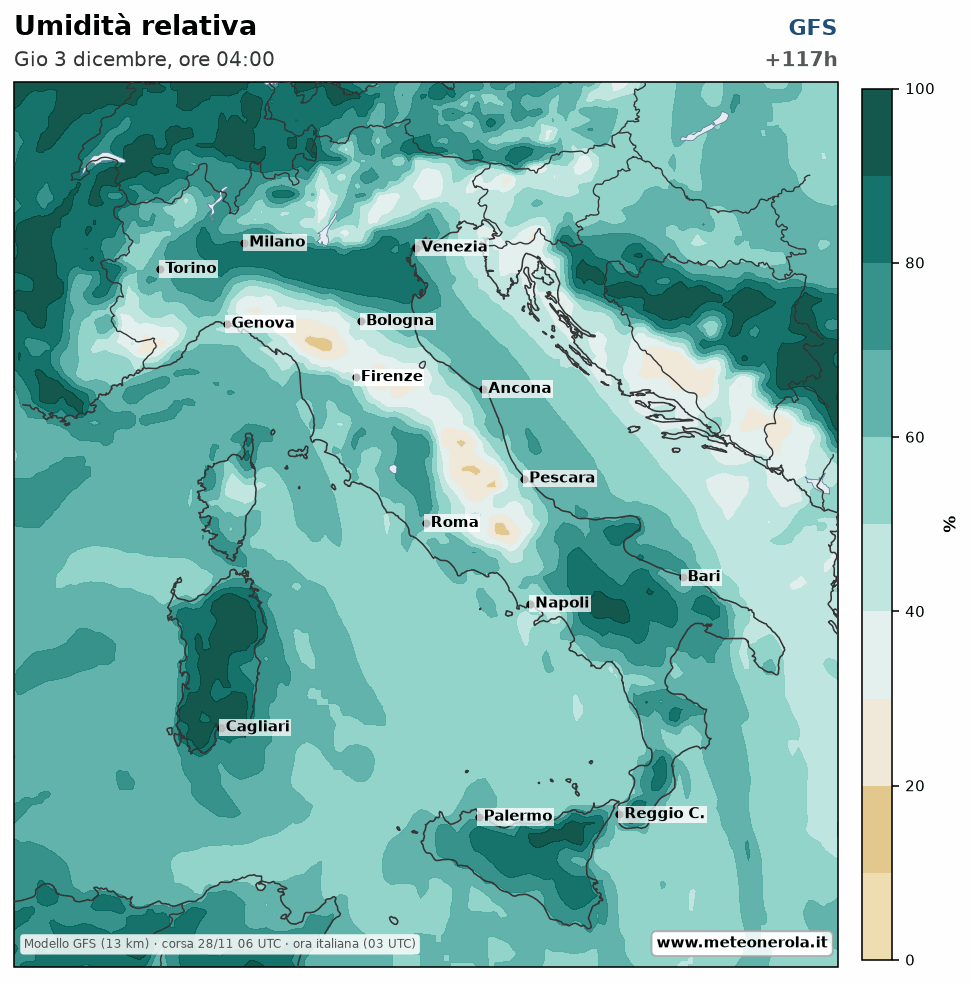 Umidità relativa
GFS
Gio 3 dicembre, ore 04:00
+117h
100
80
60
40
20
0
%
Milano
Venezia
Torino
Genova
Bologna
Firenze
Ancona
Pescara
Roma
Bari
Napoli
Cagliari
Palermo
Reggio C.
Modello GFS (13 km) · corsa 28/11 06 UTC · ora italiana (03 UTC)
www.meteonerola.it